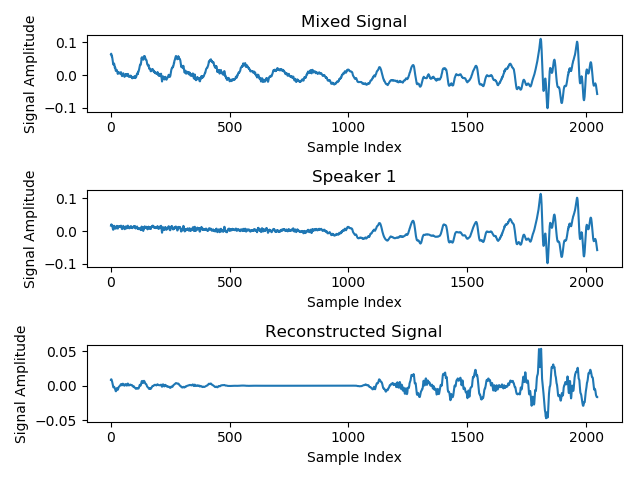 Mixed Signal
Signal Amplitude
0.1
0.0
−0.1
0 500 1000 1500 2000
Sample Index
Speaker 1
Signal Amplitude
0.1
0.0
−0.1
0 500 1000 1500 2000
Sample Index
Reconstructed Signal
Signal Amplitude
0.05
0.00
−0.05
0 500 1000 1500 2000
Sample Index